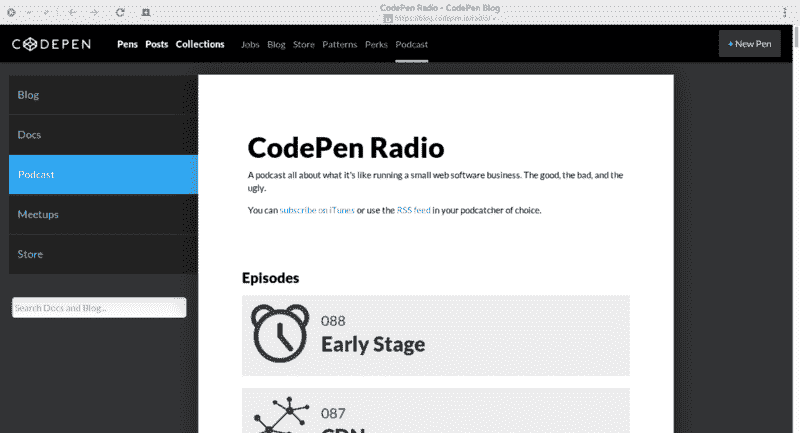 CodePen Radio - CodePen Blog
https://blog.codepen.io/radio/
CODEPEN
Pens Posts Collections Jobs Blog Store Patterns Perks Podcast
+ New Pen
Blog
Docs
Podcast
Meetups
Store
Search Docs and Blog...
CodePen Radio
A podcast all about what it's like running a small web software business. The good, the bad, and the
ugly.
You can subscribe on iTunes or use the RSS feed in your podcatcher of choice.
Episodes
088
Early Stage
087
CDN